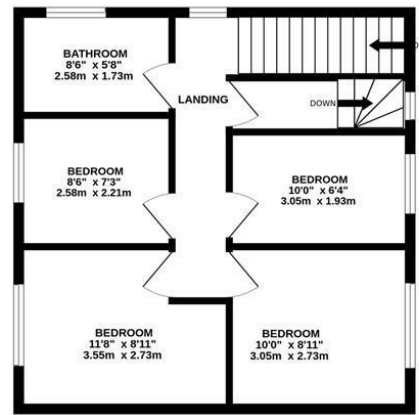 BATHROOM
8'6" x 5'8"
2.58m x 1.73m
LANDING
DOWN
BEDROOM
8'6" x 7'3"
2.58m x 2.21m
BEDROOM
10'0" x 6'4"
3.05m x 1.93m
BEDROOM
11'8" x 8'11"
3.55m x 2.73m
BEDROOM
10'0" x 8'11"
3.05m x 2.73m